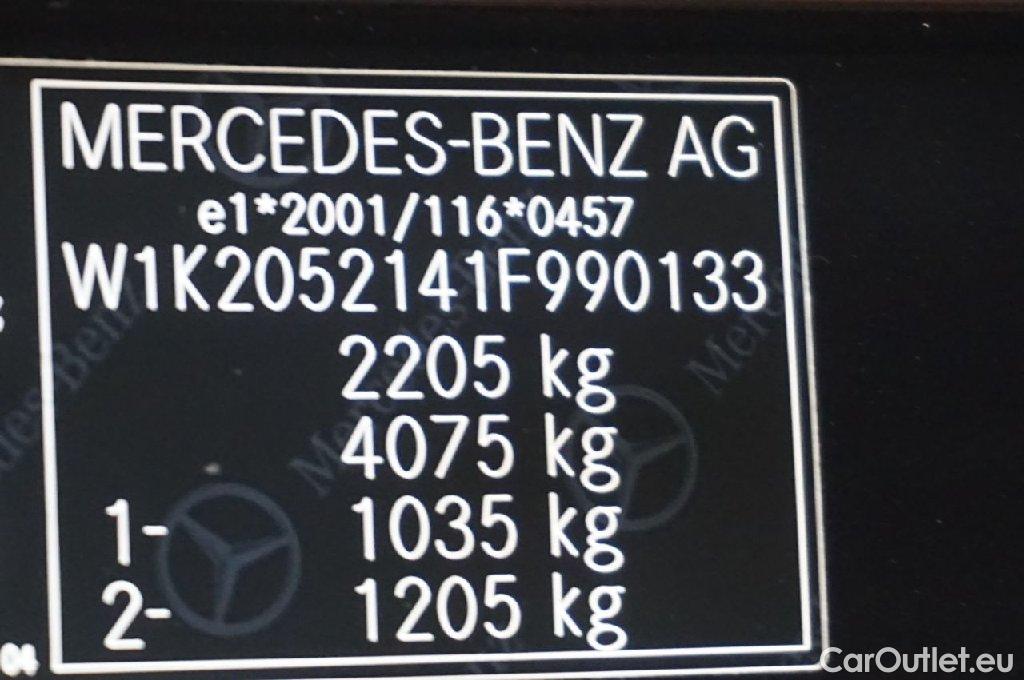 MERCEDES-BENZ AG
e1*2001/116*0457
W1K2052141F990133
2205 kg
4075 kg
1- 1035 kg
2- 1205 kg
04
CarOutlet.eu